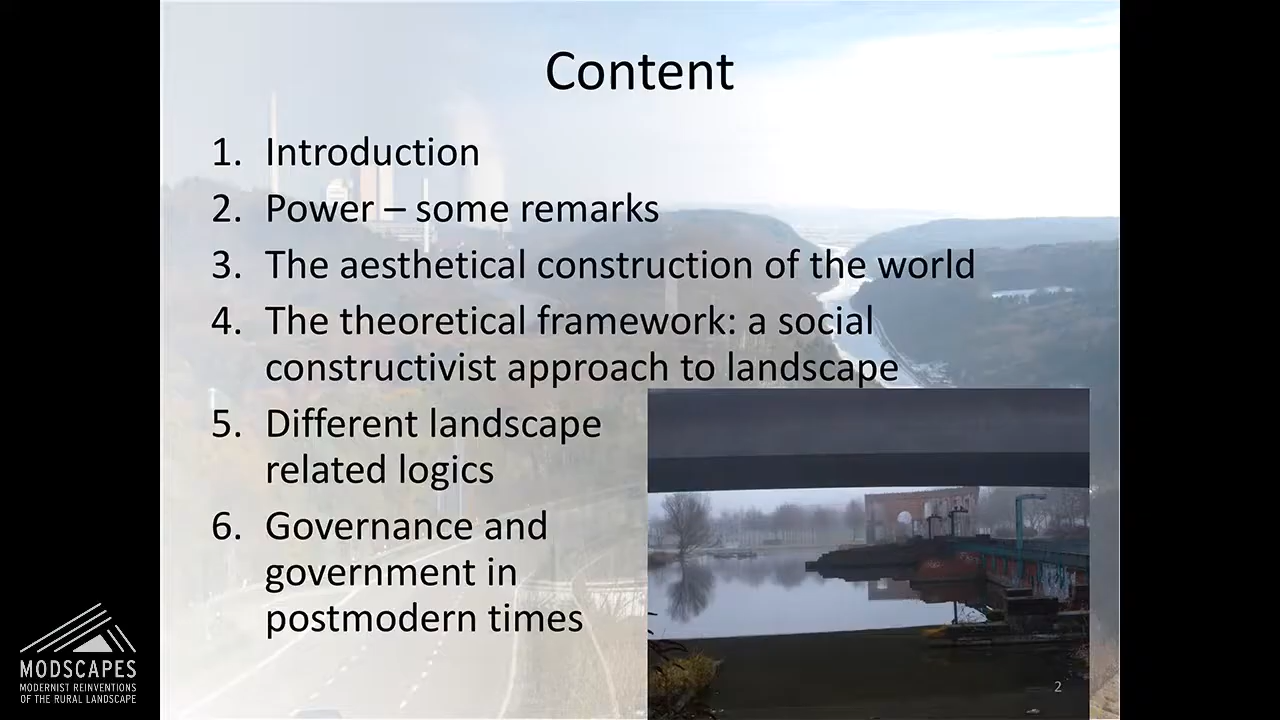 Content
1. Introduction
2. Power – some remarks
3. The aesthetical construction of the world
4. The theoretical framework: a social
constructivist approach to landscape
5. Different landscape
related logics
6. Governance and
government in
postmodern times
2
MODSCAPES
MODERNIST REINVENTIONS
OF THE RURAL LANDSCAPE